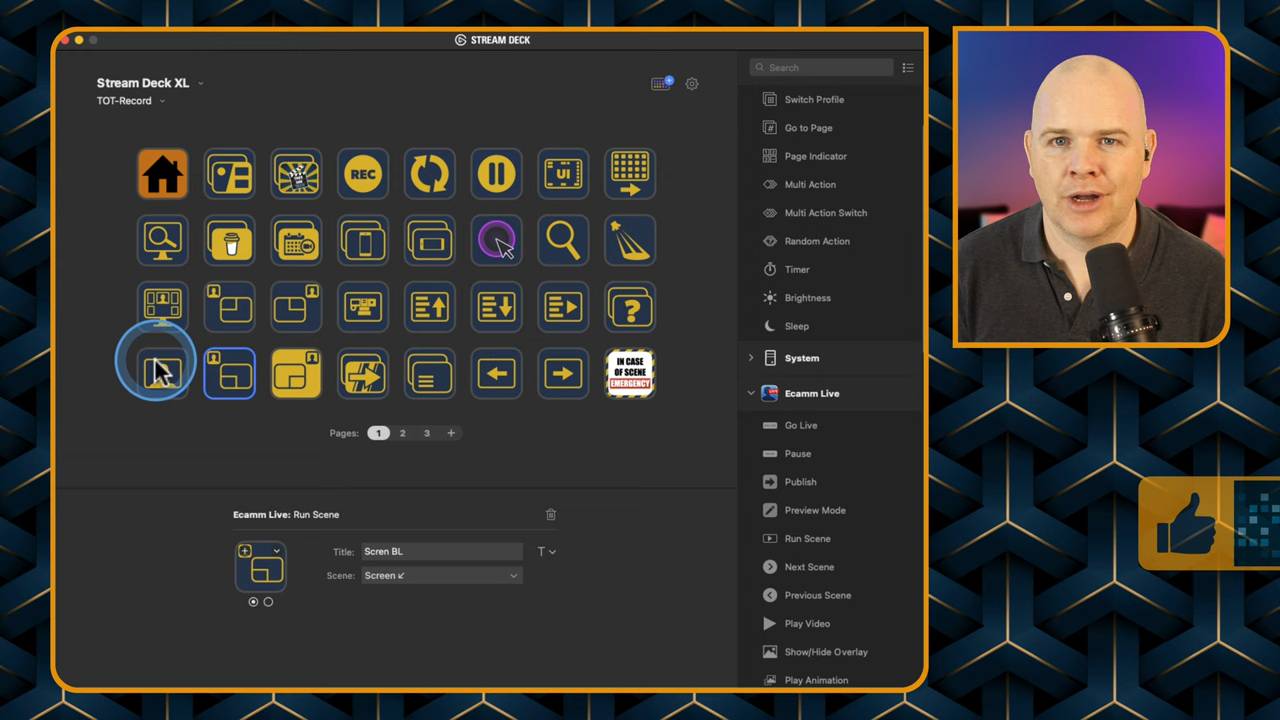 STREAM DECK
Stream Deck XL
TOT-Record
REC
UI
?
IN CASE
OF SCENE
EMERGENCY
Pages: 1 2 3 +
Ecamm Live: Run Scene
Title: Scren BL
T
Scene: Screen ↙
Search
Switch Profile
Go to Page
Page Indicator
Multi Action
Multi Action Switch
Random Action
Timer
Brightness
Sleep
System
Ecamm Live
Go Live
Pause
Publish
Preview Mode
Run Scene
Next Scene
Previous Scene
Play Video
Show/Hide Overlay
Play Animation